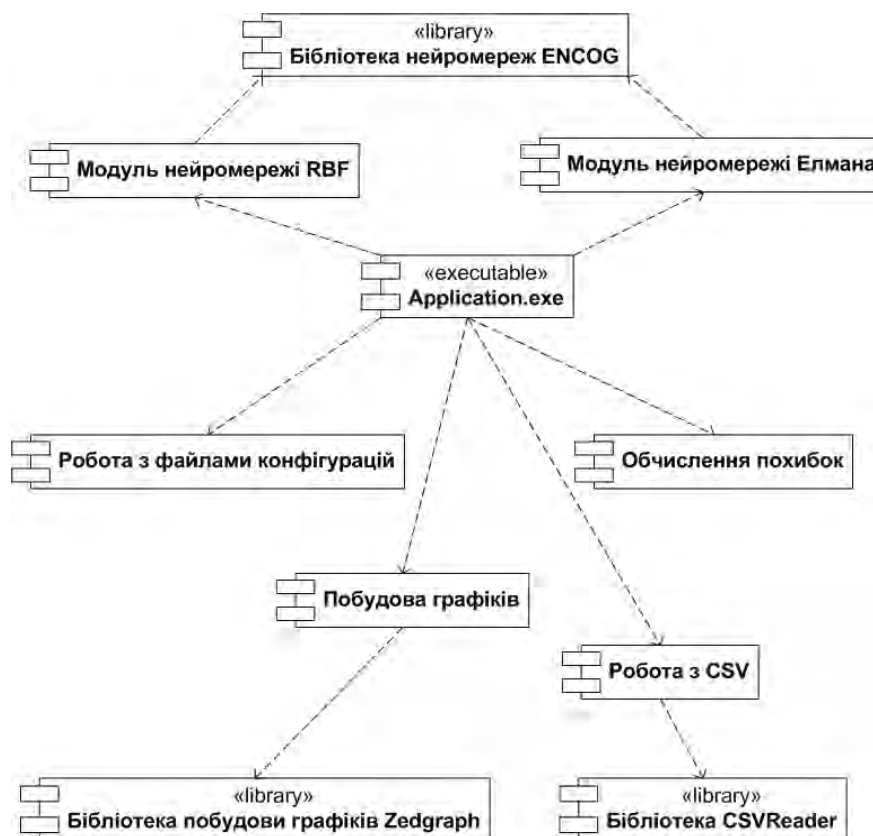 «library»
Бібліотека нейромереж ENCOG
Модуль нейромережі RBF
Модуль нейромережі Елмана
«executable»
Application.exe
Робота з файлами конфігурацій
Обчислення похибок
Побудова графіків
Робота з CSV
«library»
Бібліотека побудови графіків Zedgraph
«library»
Бібліотека CSVReader